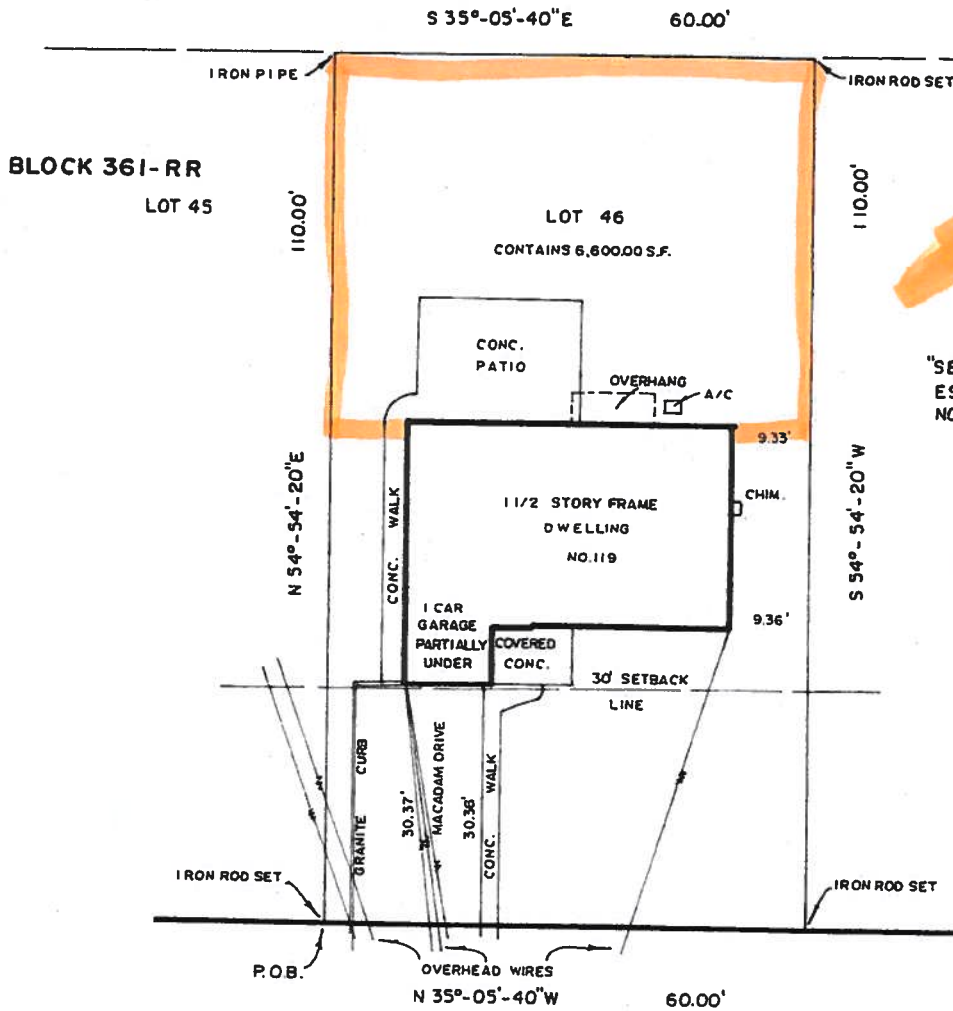 S 35°-05'-40"E 60.00'
IRON PIPE
IRON ROD SET
BLOCK 361-RR
LOT 45
110.00'
110.00'
LOT 46
CONTAINS 6,600.00 S.F.
CONC.
PATIO
OVERHANG
A/C
"SE
ES
NO
9.33'
N 54°-54'-20"E
CONC. WALK
1 1/2 STORY FRAME
DWELLING
NO.119
CHIM.
S 54°-54'-20"W
1 CAR
GARAGE
PARTIALLY
UNDER
COVERED
CONC.
9.36'
30' SETBACK
LINE
GRANITE CURB
30.37'
MACADAM DRIVE
30.38'
CONC. WALK
IRON ROD SET
IRON ROD SET
P.O.B.
OVERHEAD WIRES
N 35°-05'-40"W 60.00'